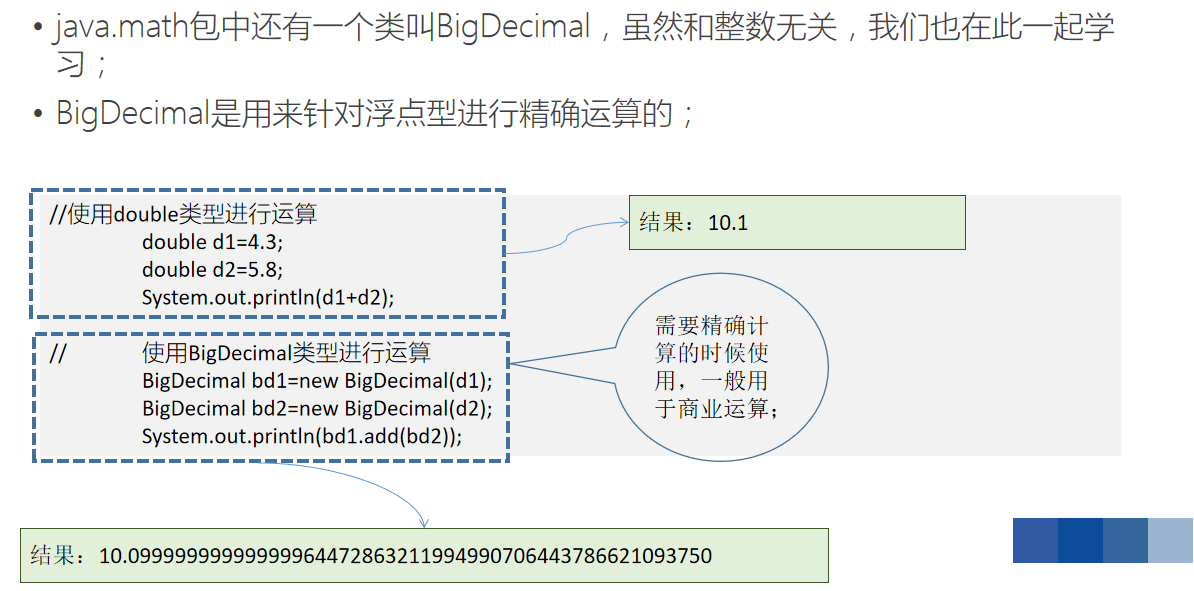 • java.math包中还有一个类叫BigDecimal，虽然和整数无关，我们也在此一起学
习；
• BigDecimal是用来针对浮点型进行精确运算的；
//使用double类型进行运算
double d1=4.3;
double d2=5.8;
System.out.println(d1+d2);
结果：10.1
// 使用BigDecimal类型进行运算
BigDecimal bd1=new BigDecimal(d1);
BigDecimal bd2=new BigDecimal(d2);
System.out.println(bd1.add(bd2));
需要精确计
算的时候使
用，一般用
于商业运算；
结果：10.099999999999999644728632119949907064437866210937​50